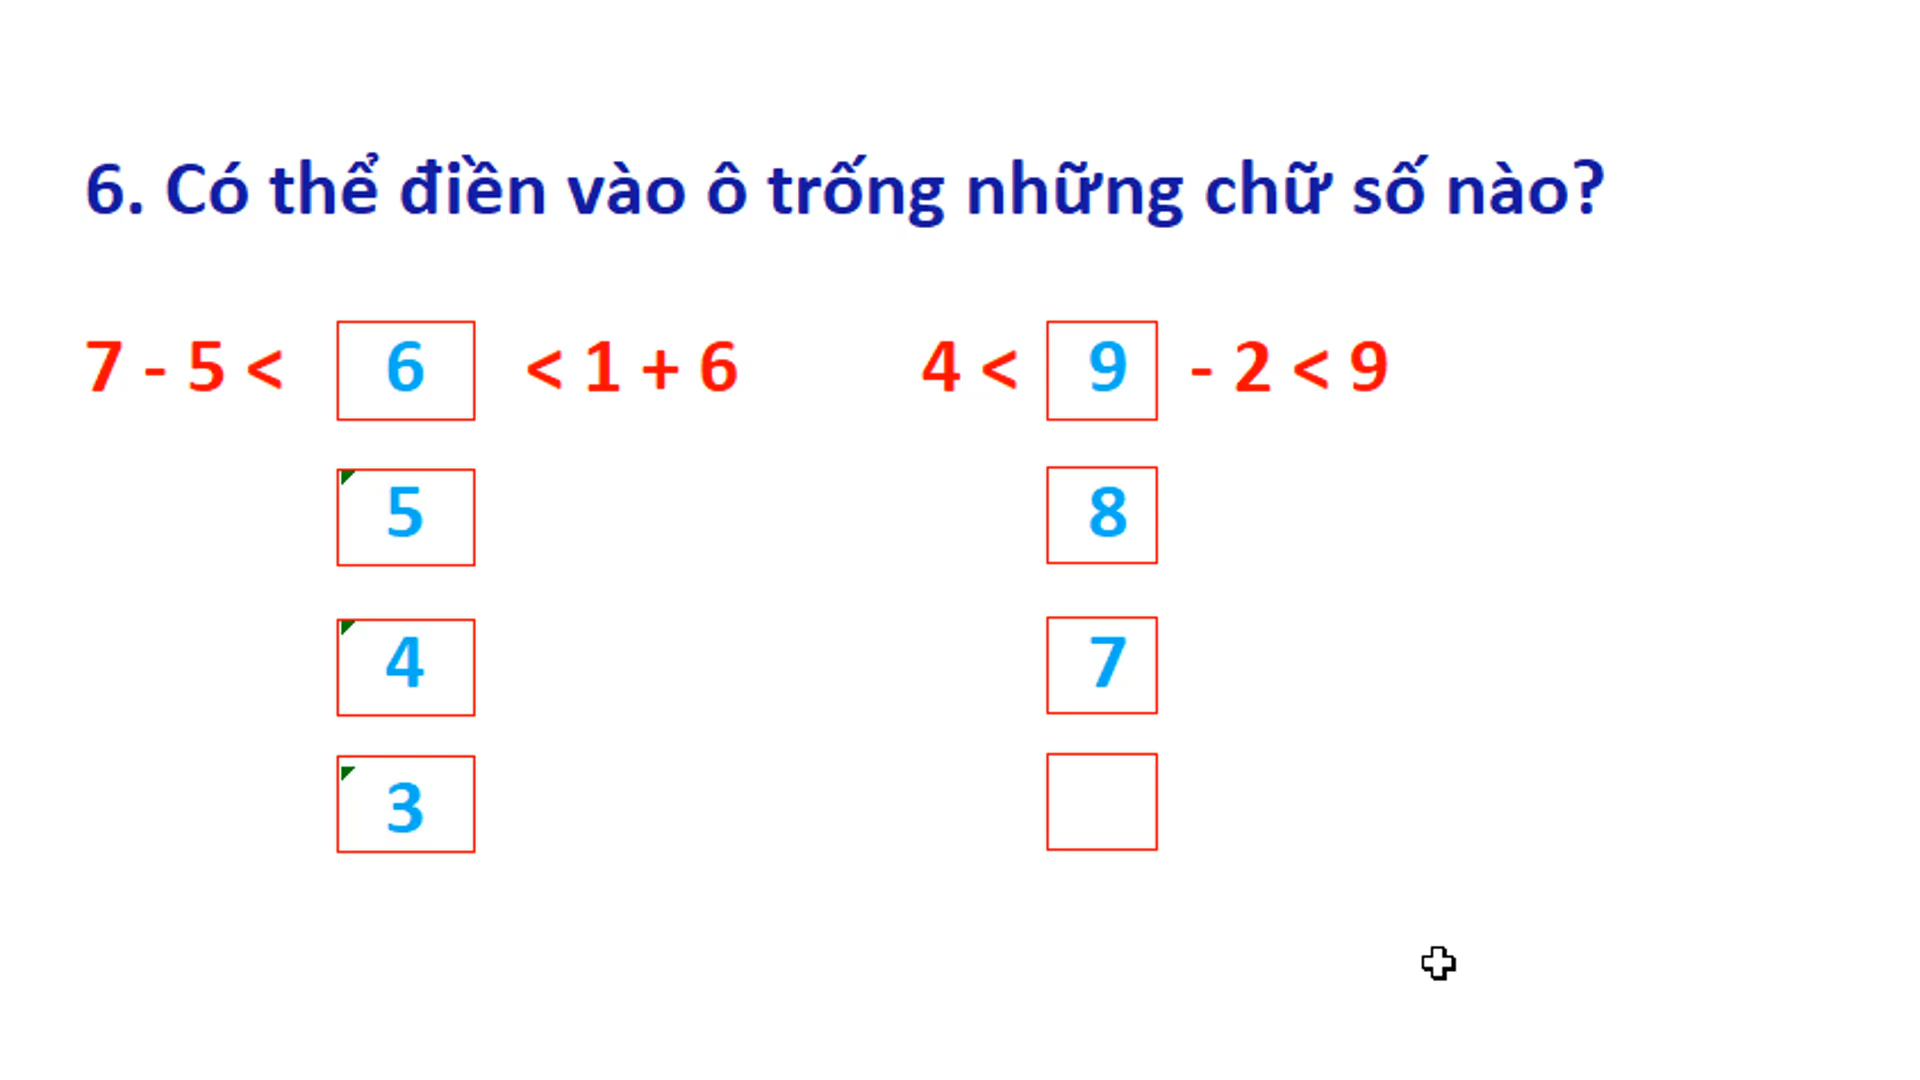 6. Có thể điền vào ô trống những chữ số nào?
7 - 5 < 6 < 1 + 6 4 < 9 - 2 < 9
5 8
4 7
3